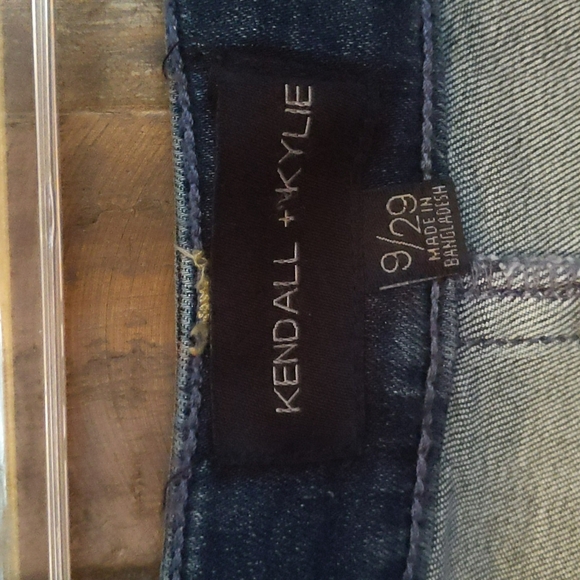 KENDALL + KYLIE
9/29
MADE IN
BANGLADESH